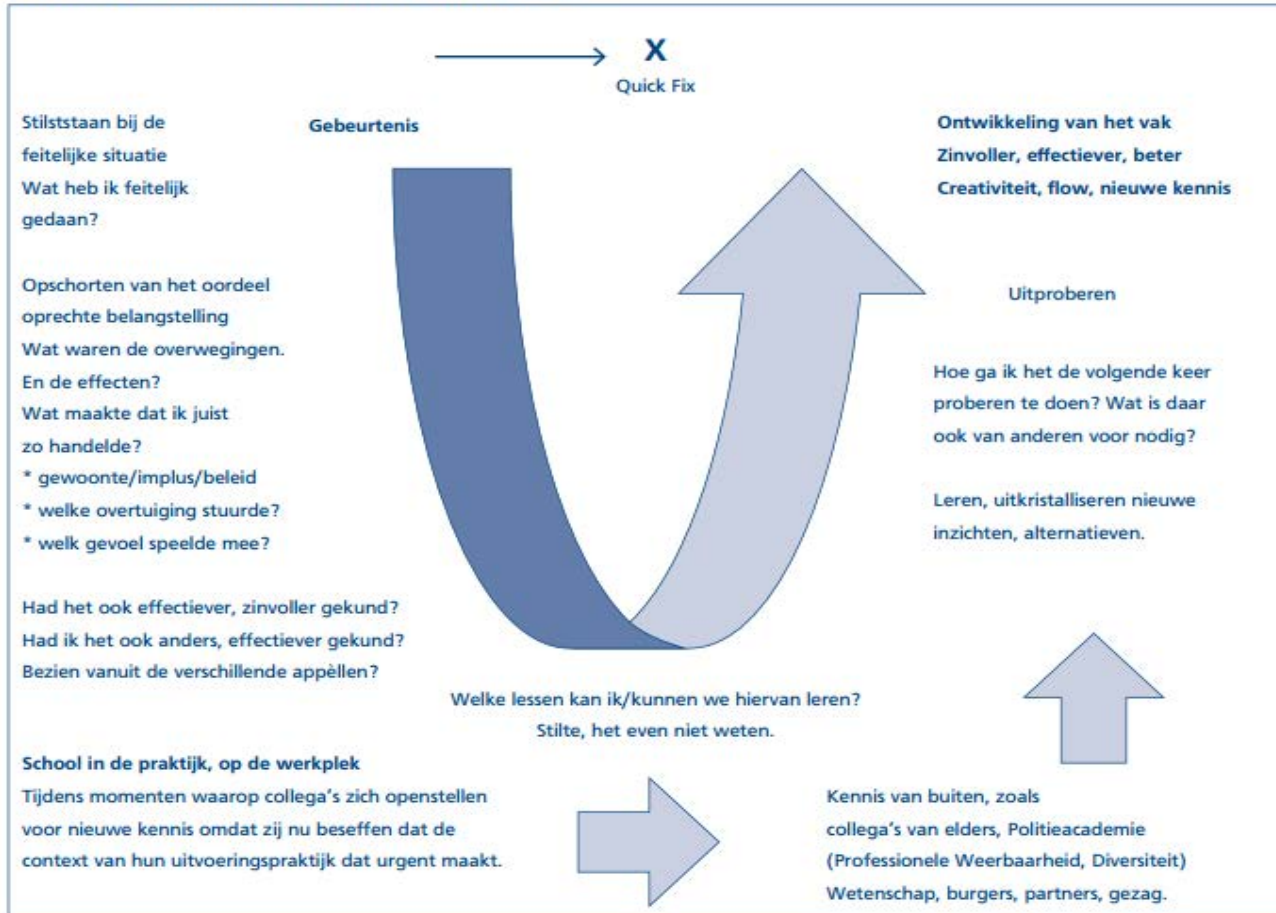 X
Quick Fix
Stilststaan bij de
feitelijke situatie
Wat heb ik feitelijk
gedaan?
Gebeurtenis
Opschorten van het oordeel
oprechte belangstelling
Wat waren de overwegingen.
En de effecten?
Wat maakte dat ik juist
zo handelde?
* gewoonte/implus/beleid
* welke overtuiging stuurde?
* welk gevoel speelde mee?
Had het ook effectiever, zinvoller gekund?
Had ik het ook anders, effectiever gekund?
Bezien vanuit de verschillende appèllen?
Welke lessen kan ik/kunnen we hiervan leren?
Stilte, het even niet weten.
School in de praktijk, op de werkplek
Tijdens momenten waarop collega's zich openstellen
voor nieuwe kennis omdat zij nu beseffen dat de
context van hun uitvoeringspraktijk dat urgent maakt.
Kennis van buiten, zoals
collega's van elders, Politieacademie
(Professionele Weerbaarheid, Diversiteit)
Wetenschap, burgers, partners, gezag.
Leren, uitkristalliseren nieuwe
inzichten, alternatieven.
Hoe ga ik het de volgende keer
proberen te doen? Wat is daar
ook van anderen voor nodig?
Uitproberen
Ontwikkeling van het vak
Zinvoller, effectiever, beter
Creativiteit, flow, nieuwe kennis